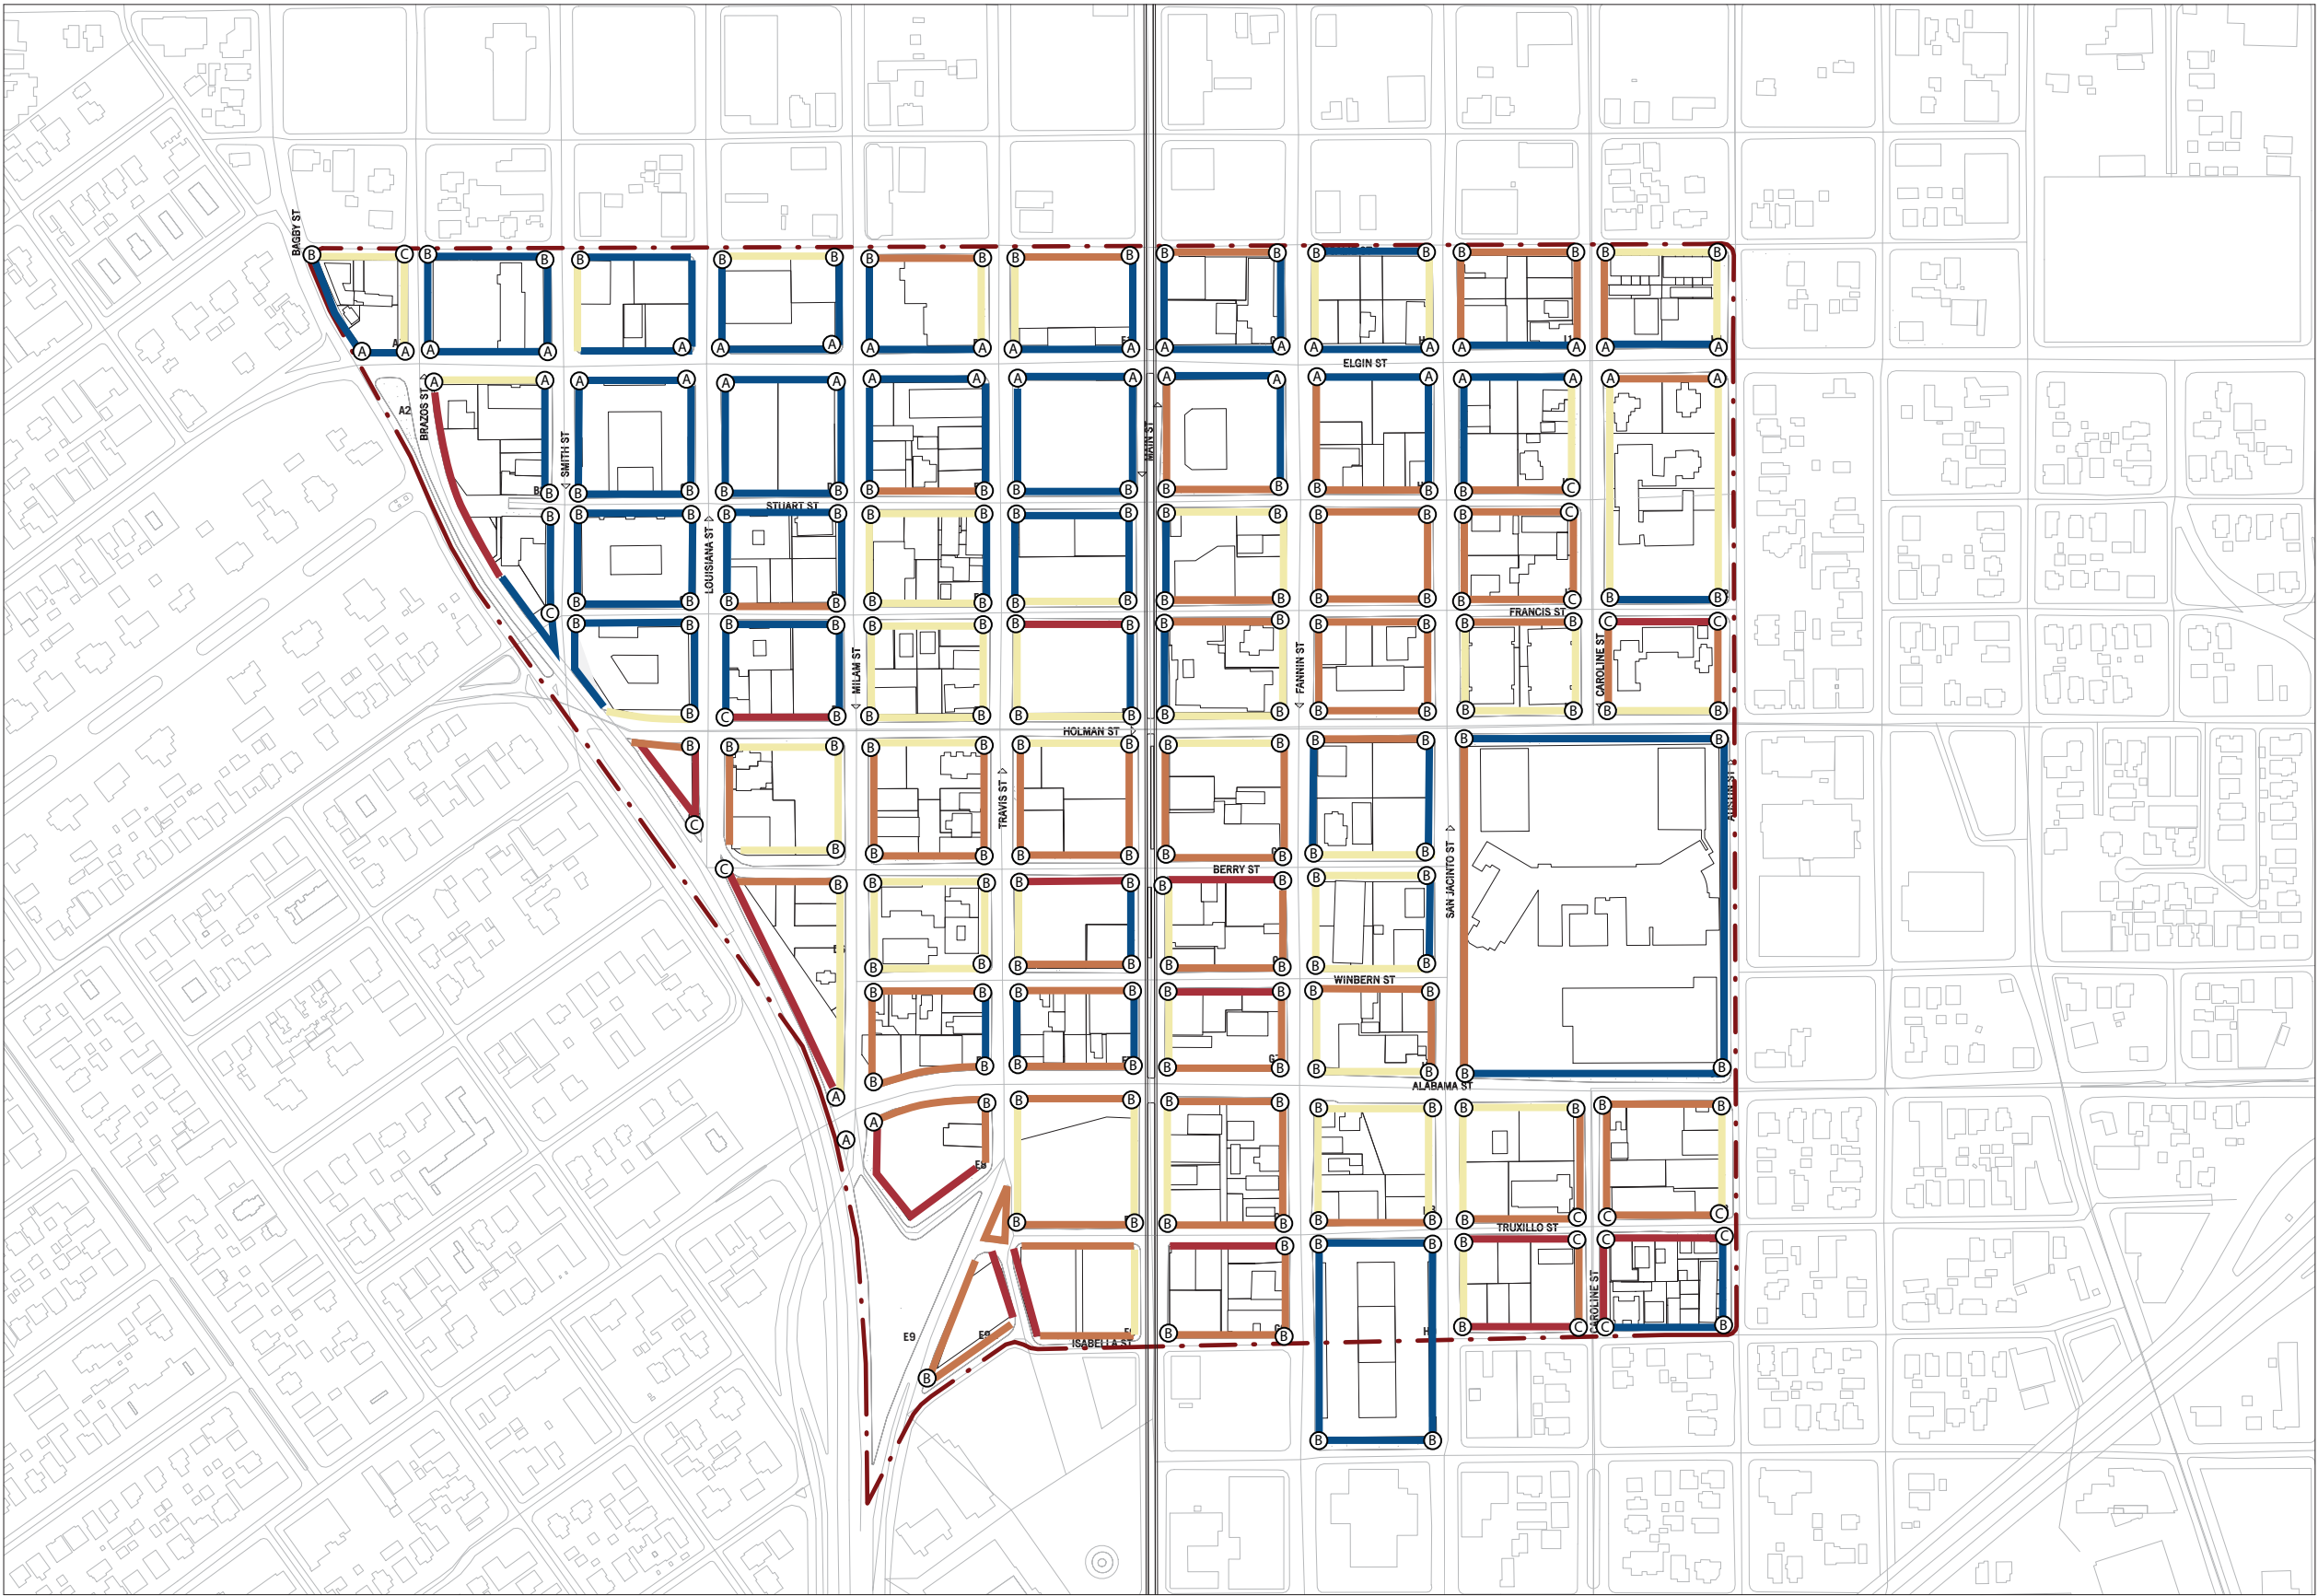 BAGBY ST
B C B B B B B B B B B B B B B B B B B B
A A A A A A A A A A A A A A A A A A A
ELGIN ST
A A A A A A A A A A A A A A A A A A A A
A2
BRAZOS ST
SMITH ST
MAIN ST
B B B B B B B B B B B B B B B C
STUART ST
LOUISIANA ST
B B B B B B B B B B B B B B C
C B B B B B B B B B B B B B B C B B
FRANCIS ST
B B B B B B B B B B B B B B C C
MILAM ST
FANNIN ST
CAROLINE ST
B C B B B B B B B B B B B B B B
HOLMAN ST
B B B B B B B B B B B B B
TRAVIS ST
AUSTIN ST
C
B B B B B B B B B
BERRY ST
SAN JACINTO ST
C B B B B B B B B B
B B B B B B B B
WINBERN ST
B B B B B B B B
B B B B B B B B B B
ALABAMA ST
A
A B B B B B B B B B B B
A
E8
B B B B B B B C C C
TRUXILLO ST
B B B B C C C
CAROLINE ST
E9
B B B C C B
ISABELLA ST
B
B B